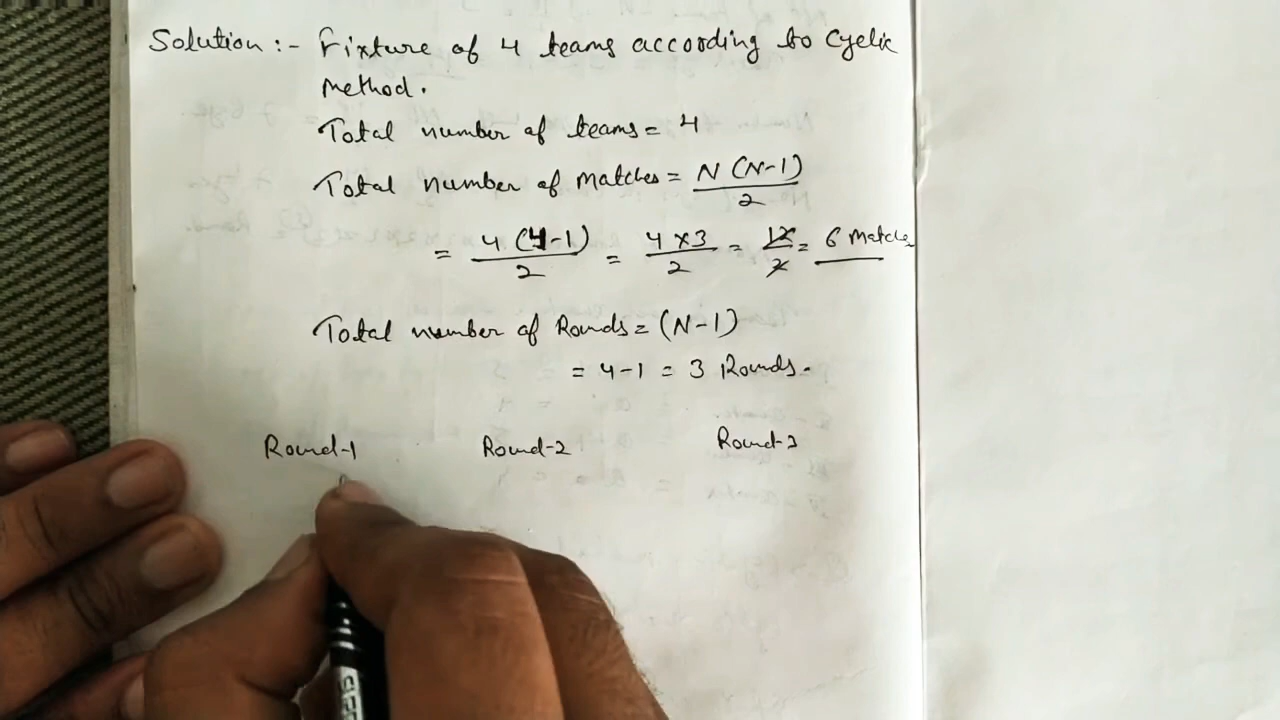 Solution :- Fixture of 4 teams according to Cyclic
method.
Total number of teams = 4
Total number of Matches = N (N-1) / 2
= 4 (4-1) / 2 = 4 x 3 / 2 = 12 / 2 = 6 Matche
Total number of Rounds = (N-1)
= 4-1 = 3 Rounds.
Round-1 Round-2 Round-3